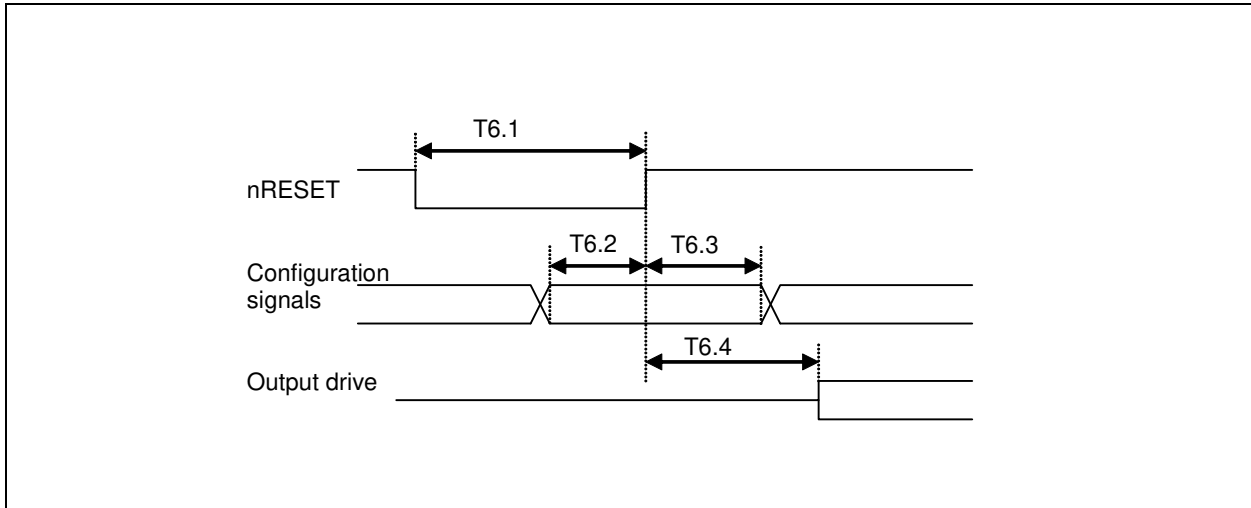 T6.1
nRESET
T6.2
T6.3
Configuration
signals
T6.4
Output drive